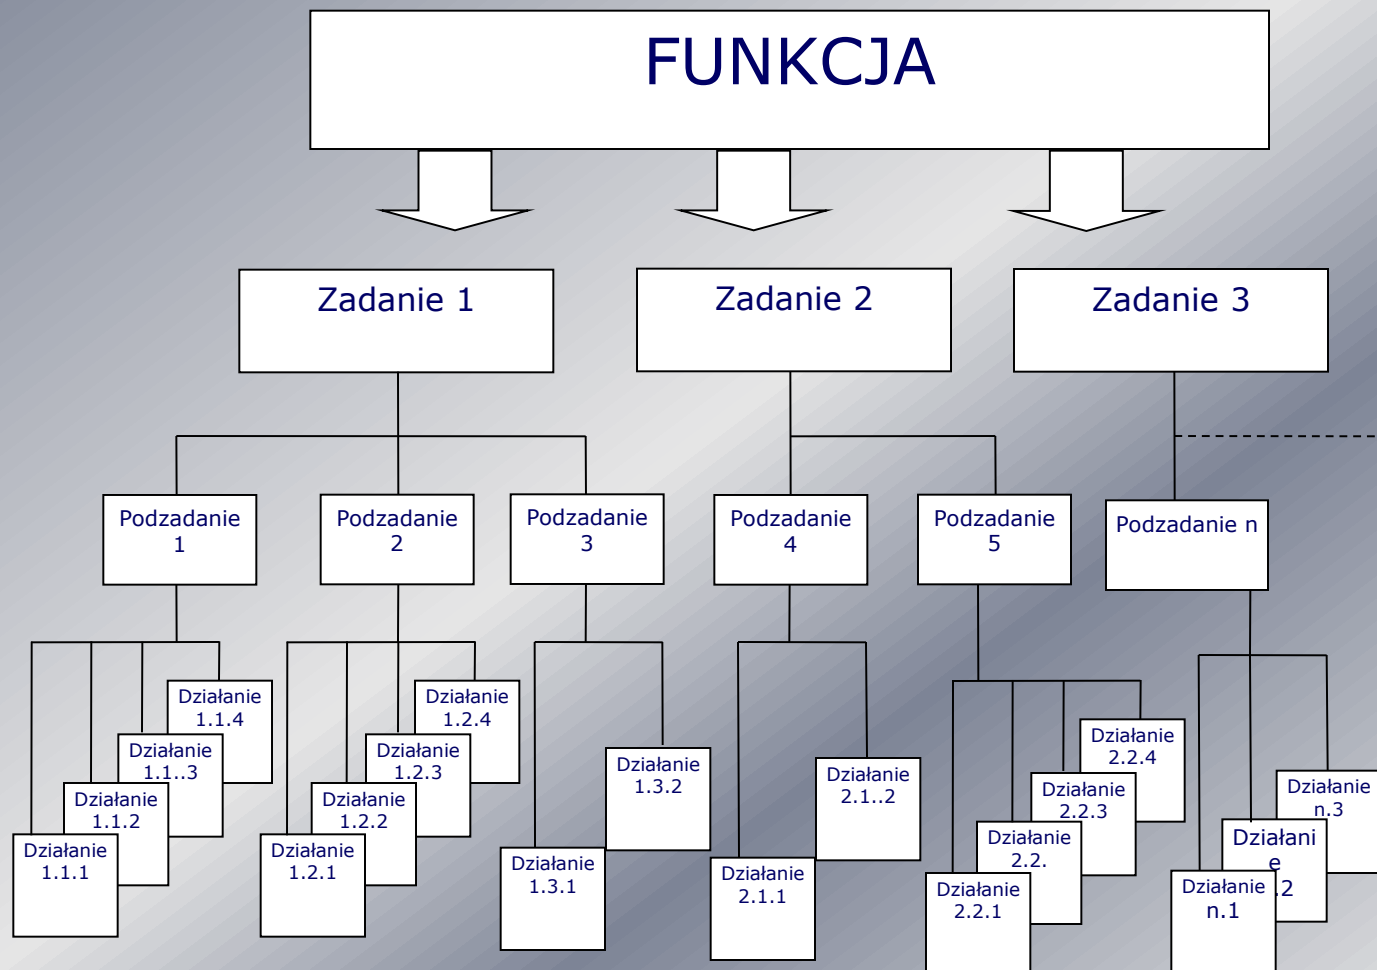 FUNKCJA
Zadanie 1
Zadanie 2
Zadanie 3
Podzadanie
1
Podzadanie
2
Podzadanie
3
Podzadanie
4
Podzadanie
5
Podzadanie n
Działanie
1.1.4
Działanie
1.1..3
Działanie
1.1.2
Działanie
1.1.1
Działanie
1.2.4
Działanie
1.2.3
Działanie
1.2.2
Działanie
1.2.1
Działanie
1.3.2
Działanie
1.3.1
Działanie
2.1..2
Działanie
2.1.1
Działanie
2.2.4
Działanie
2.2.3
Działanie
2.2.
Działanie
2.2.1
Działanie
n.3
Działani
e
.2
Działanie
n.1